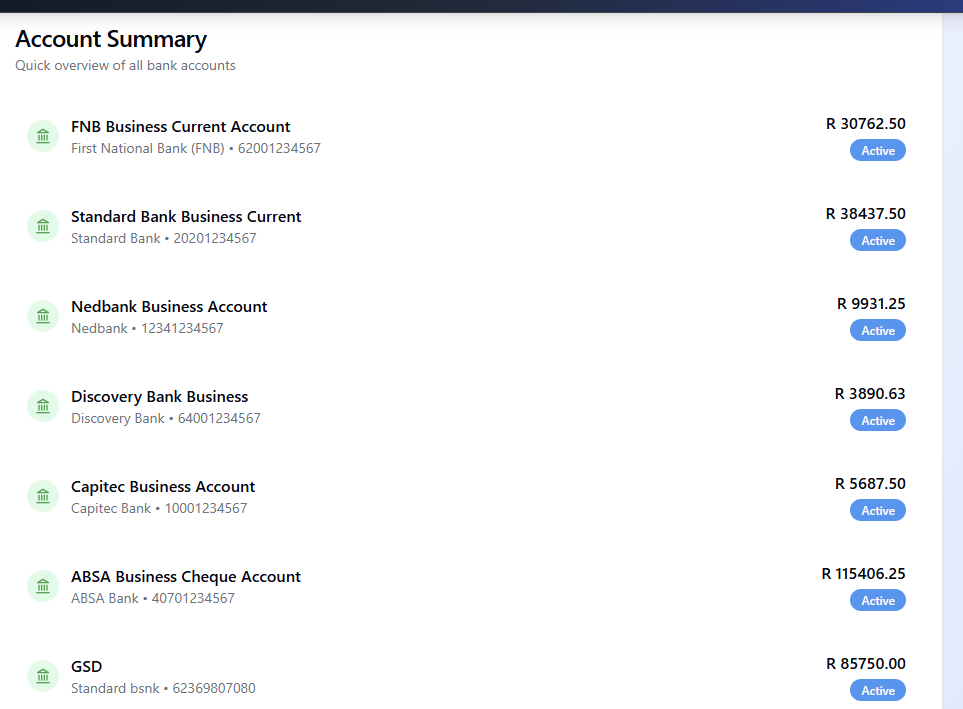 Account Summary
Quick overview of all bank accounts
FNB Business Current Account
R 30762.50
First National Bank (FNB) • 62001234567
Active
Standard Bank Business Current
R 38437.50
Standard Bank • 20201234567
Active
Nedbank Business Account
R 9931.25
Nedbank • 12341234567
Active
Discovery Bank Business
R 3890.63
Discovery Bank • 64001234567
Active
Capitec Business Account
R 5687.50
Capitec Bank • 10001234567
Active
ABSA Business Cheque Account
R 115406.25
ABSA Bank • 40701234567
Active
GSD
R 85750.00
Standard bsnk • 62369807080
Active